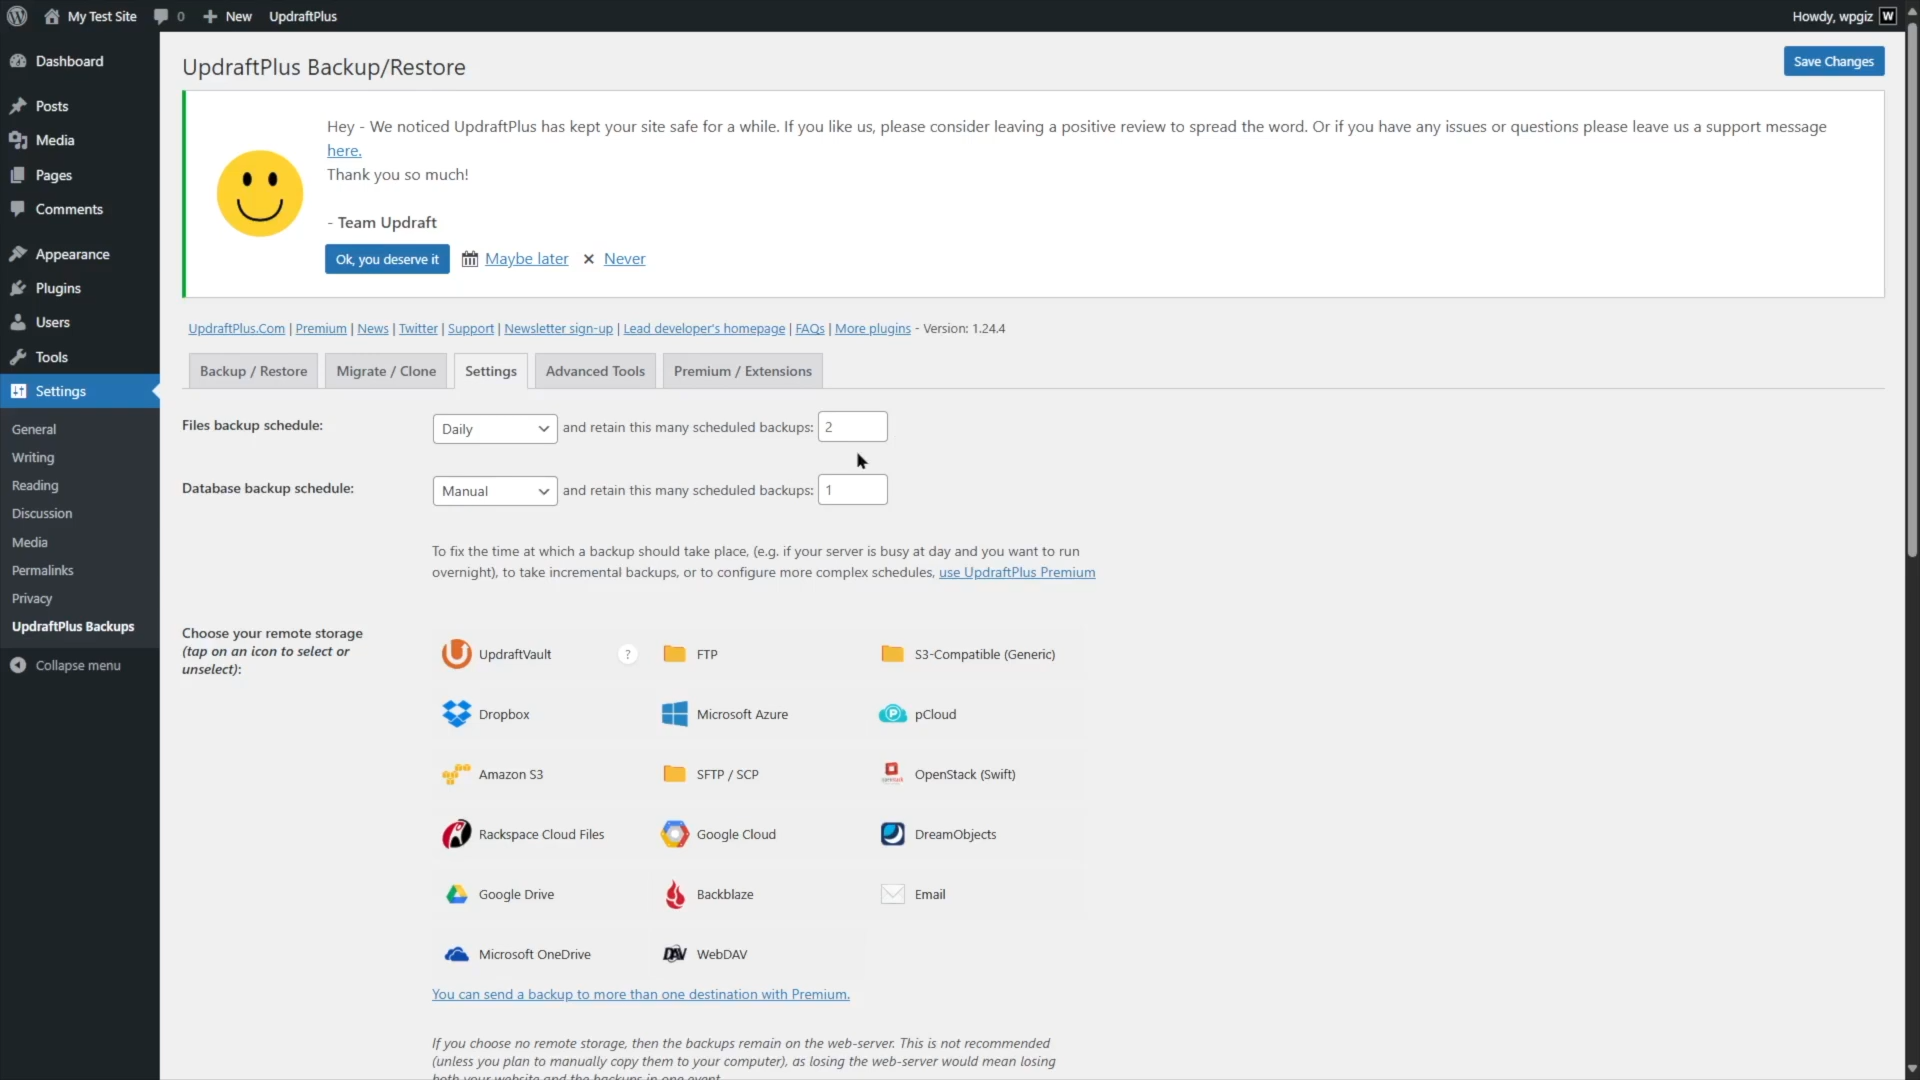 My Test Site
0
New
UpdraftPlus
Howdy, wpgiz
W
Dashboard
Posts
Media
Pages
Comments
Appearance
Plugins
Users
Tools
Settings
General
Writing
Reading
Discussion
Media
Permalinks
Privacy
UpdraftPlus Backups
Collapse menu
UpdraftPlus Backup/Restore
Save Changes
Hey - We noticed UpdraftPlus has kept your site safe for a while. If you like us, please consider leaving a positive review to spread the word. Or if you have any issues or questions please leave us a support message
here.
Thank you so much!
- Team Updraft
Ok, you deserve it
Maybe later
Never
UpdraftPlus.Com | Premium | News | Twitter | Support | Newsletter sign-up | Lead developer's homepage | FAQs | More plugins - Version: 1.24.4
Backup / Restore
Migrate / Clone
Settings
Advanced Tools
Premium / Extensions
Files backup schedule:
Daily
and retain this many scheduled backups:
2
Database backup schedule:
Manual
and retain this many scheduled backups:
1
To fix the time at which a backup should take place, (e.g. if your server is busy at day and you want to run
overnight), to take incremental backups, or to configure more complex schedules, use UpdraftPlus Premium
Choose your remote storage
(tap on an icon to select or
unselect):
UpdraftVault
?
FTP
S3-Compatible (Generic)
Dropbox
Microsoft Azure
pCloud
Amazon S3
SFTP / SCP
OpenStack (Swift)
Rackspace Cloud Files
Google Cloud
DreamObjects
Google Drive
Backblaze
Email
Microsoft OneDrive
DAV
WebDAV
You can send a backup to more than one destination with Premium.
If you choose no remote storage, then the backups remain on the web-server. This is not recommended
(unless you plan to manually copy them to your computer), as losing the web-server would mean losing
both your website and the backups in one event.